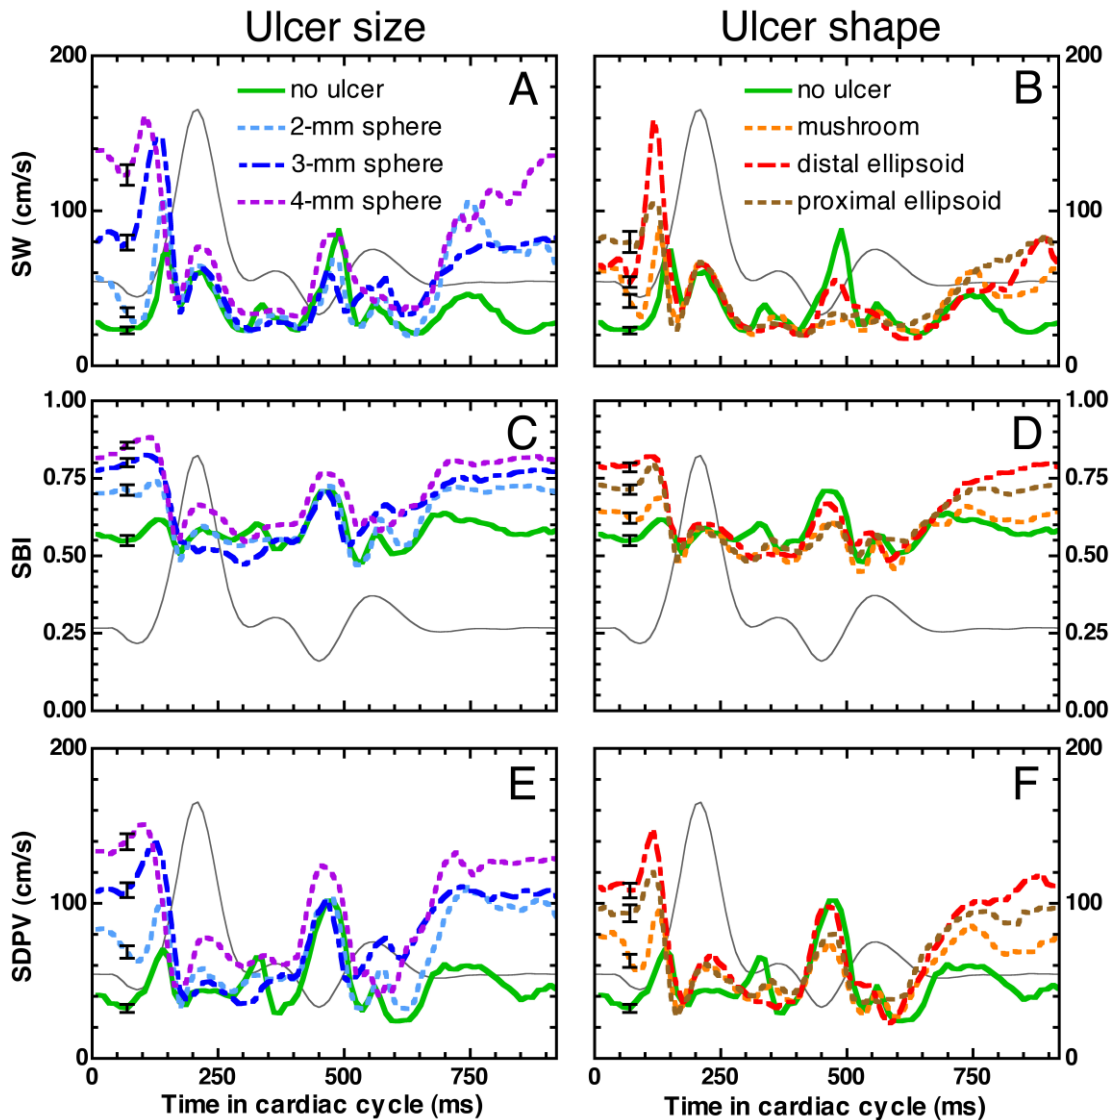 Ulcer size
Ulcer shape
200
A
no ulcer
2-mm sphere
3-mm sphere
4-mm sphere
100
0
SW (cm/s)
B
no ulcer
mushroom
distal ellipsoid
proximal ellipsoid
200
100
0
1.00
0.75
0.50
0.25
0.00
SBI
C
D
1.00
0.75
0.50
0.25
0.00
200
100
0
SDPV (cm/s)
E
F
200
100
0
0 250 500 750
0 250 500 750
Time in cardiac cycle (ms)
Time in cardiac cycle (ms)